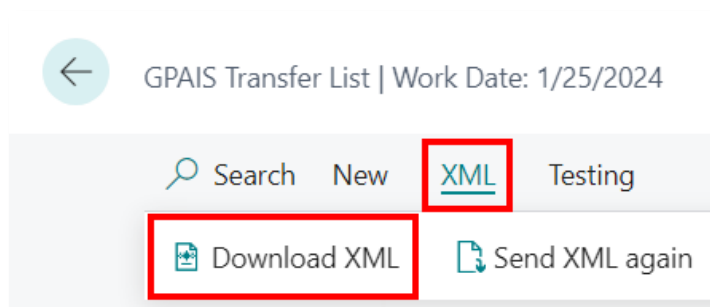 GPAIS Transfer List | Work Date: 1/25/2024
Search New XML Testing
Download XML Send XML again